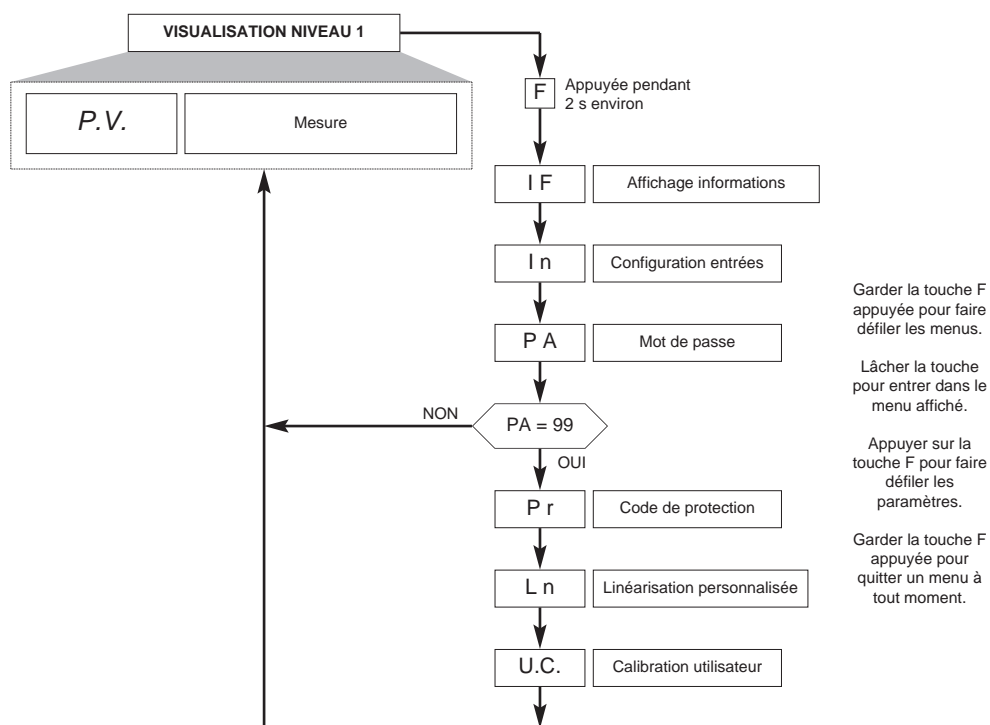 VISUALISATION NIVEAU 1
P.V.
Mesure
F
Appuyée pendant
2 s environ
I F
Affichage informations
I n
Configuration entrées
P A
Mot de passe
PA = 99
NON
OUI
P r
Code de protection
L n
Linéarisation personnalisée
U.C.
Calibration utilisateur
Garder la touche F
appuyée pour faire
défiler les menus.
Lâcher la touche
pour entrer dans le
menu affiché.
Appuyer sur la
touche F pour faire
défiler les
paramètres.
Garder la touche F
appuyée pour
quitter un menu à
tout moment.